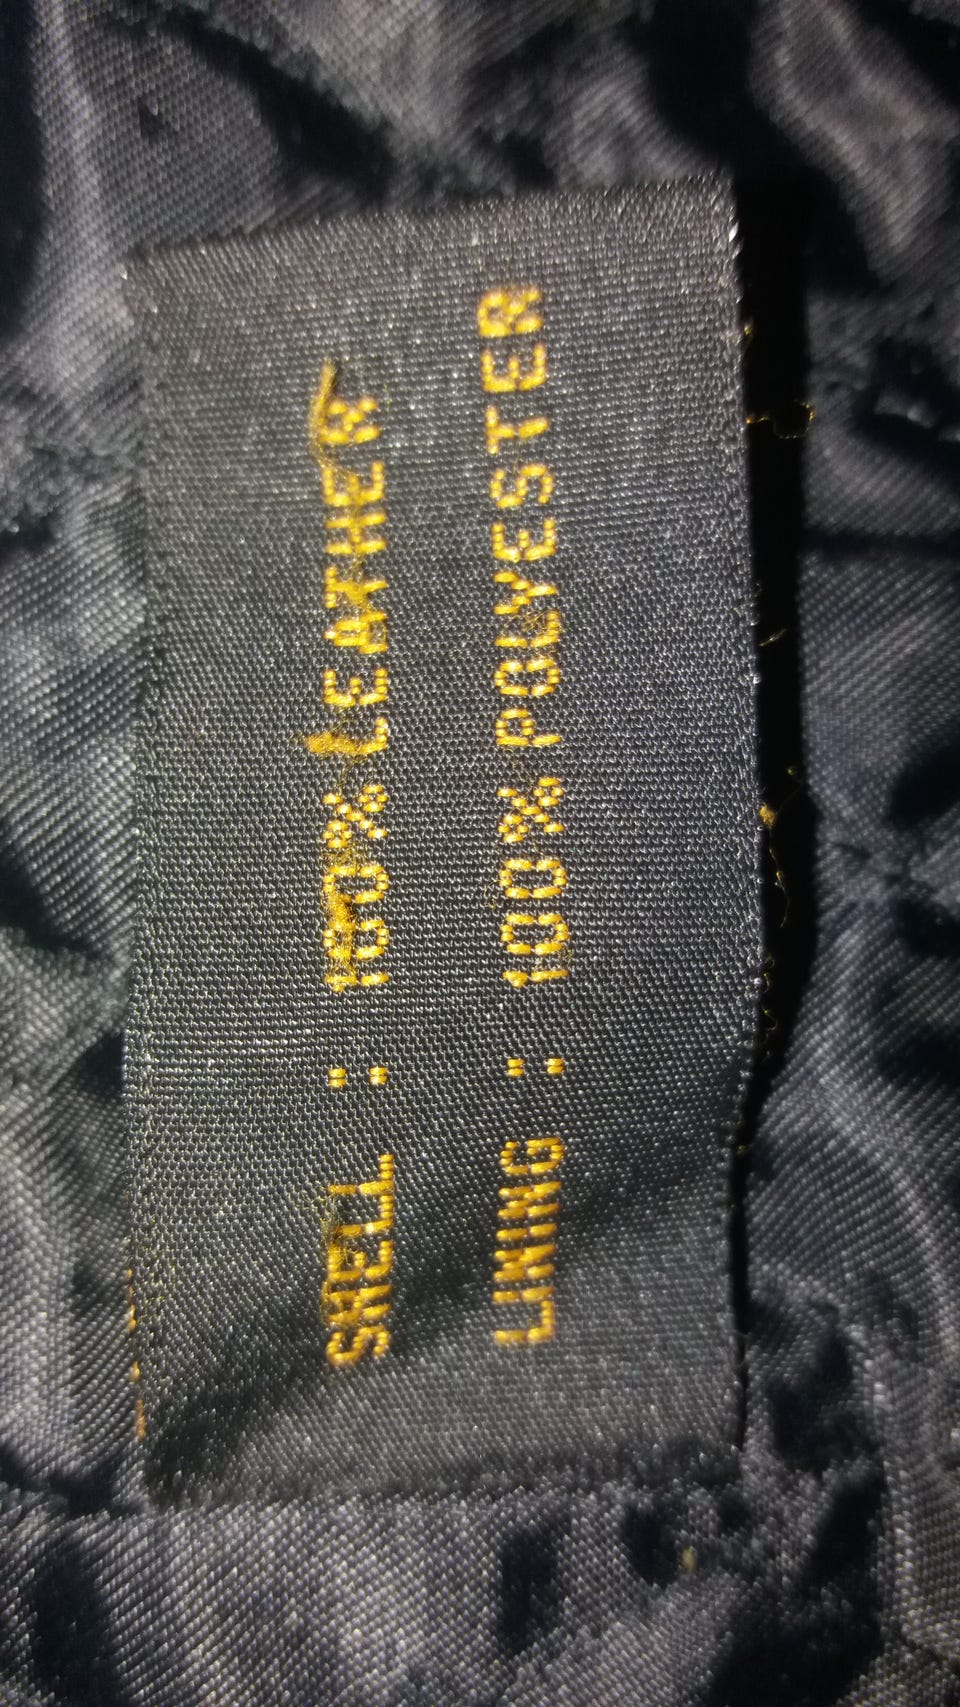 SHELL : 100% LEATHER
LINING : 100% POLYESTER